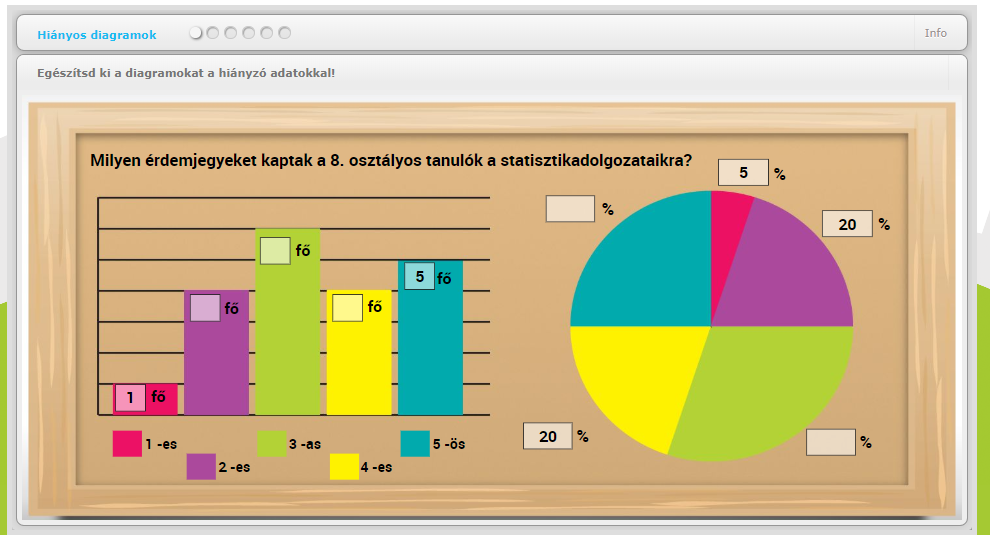 Hiányos diagramok
Info
Egészítsd ki a diagramokat a hiányzó adatokkal!
Milyen érdemjegyeket kaptak a 8. osztályos tanulók a statisztikadolgozataikra?
5 %
%
20 %
fő
5 fő
fő
fő
1 fő
20 %
%
1 -es
3 -as
5 -ös
2 -es
4 -es